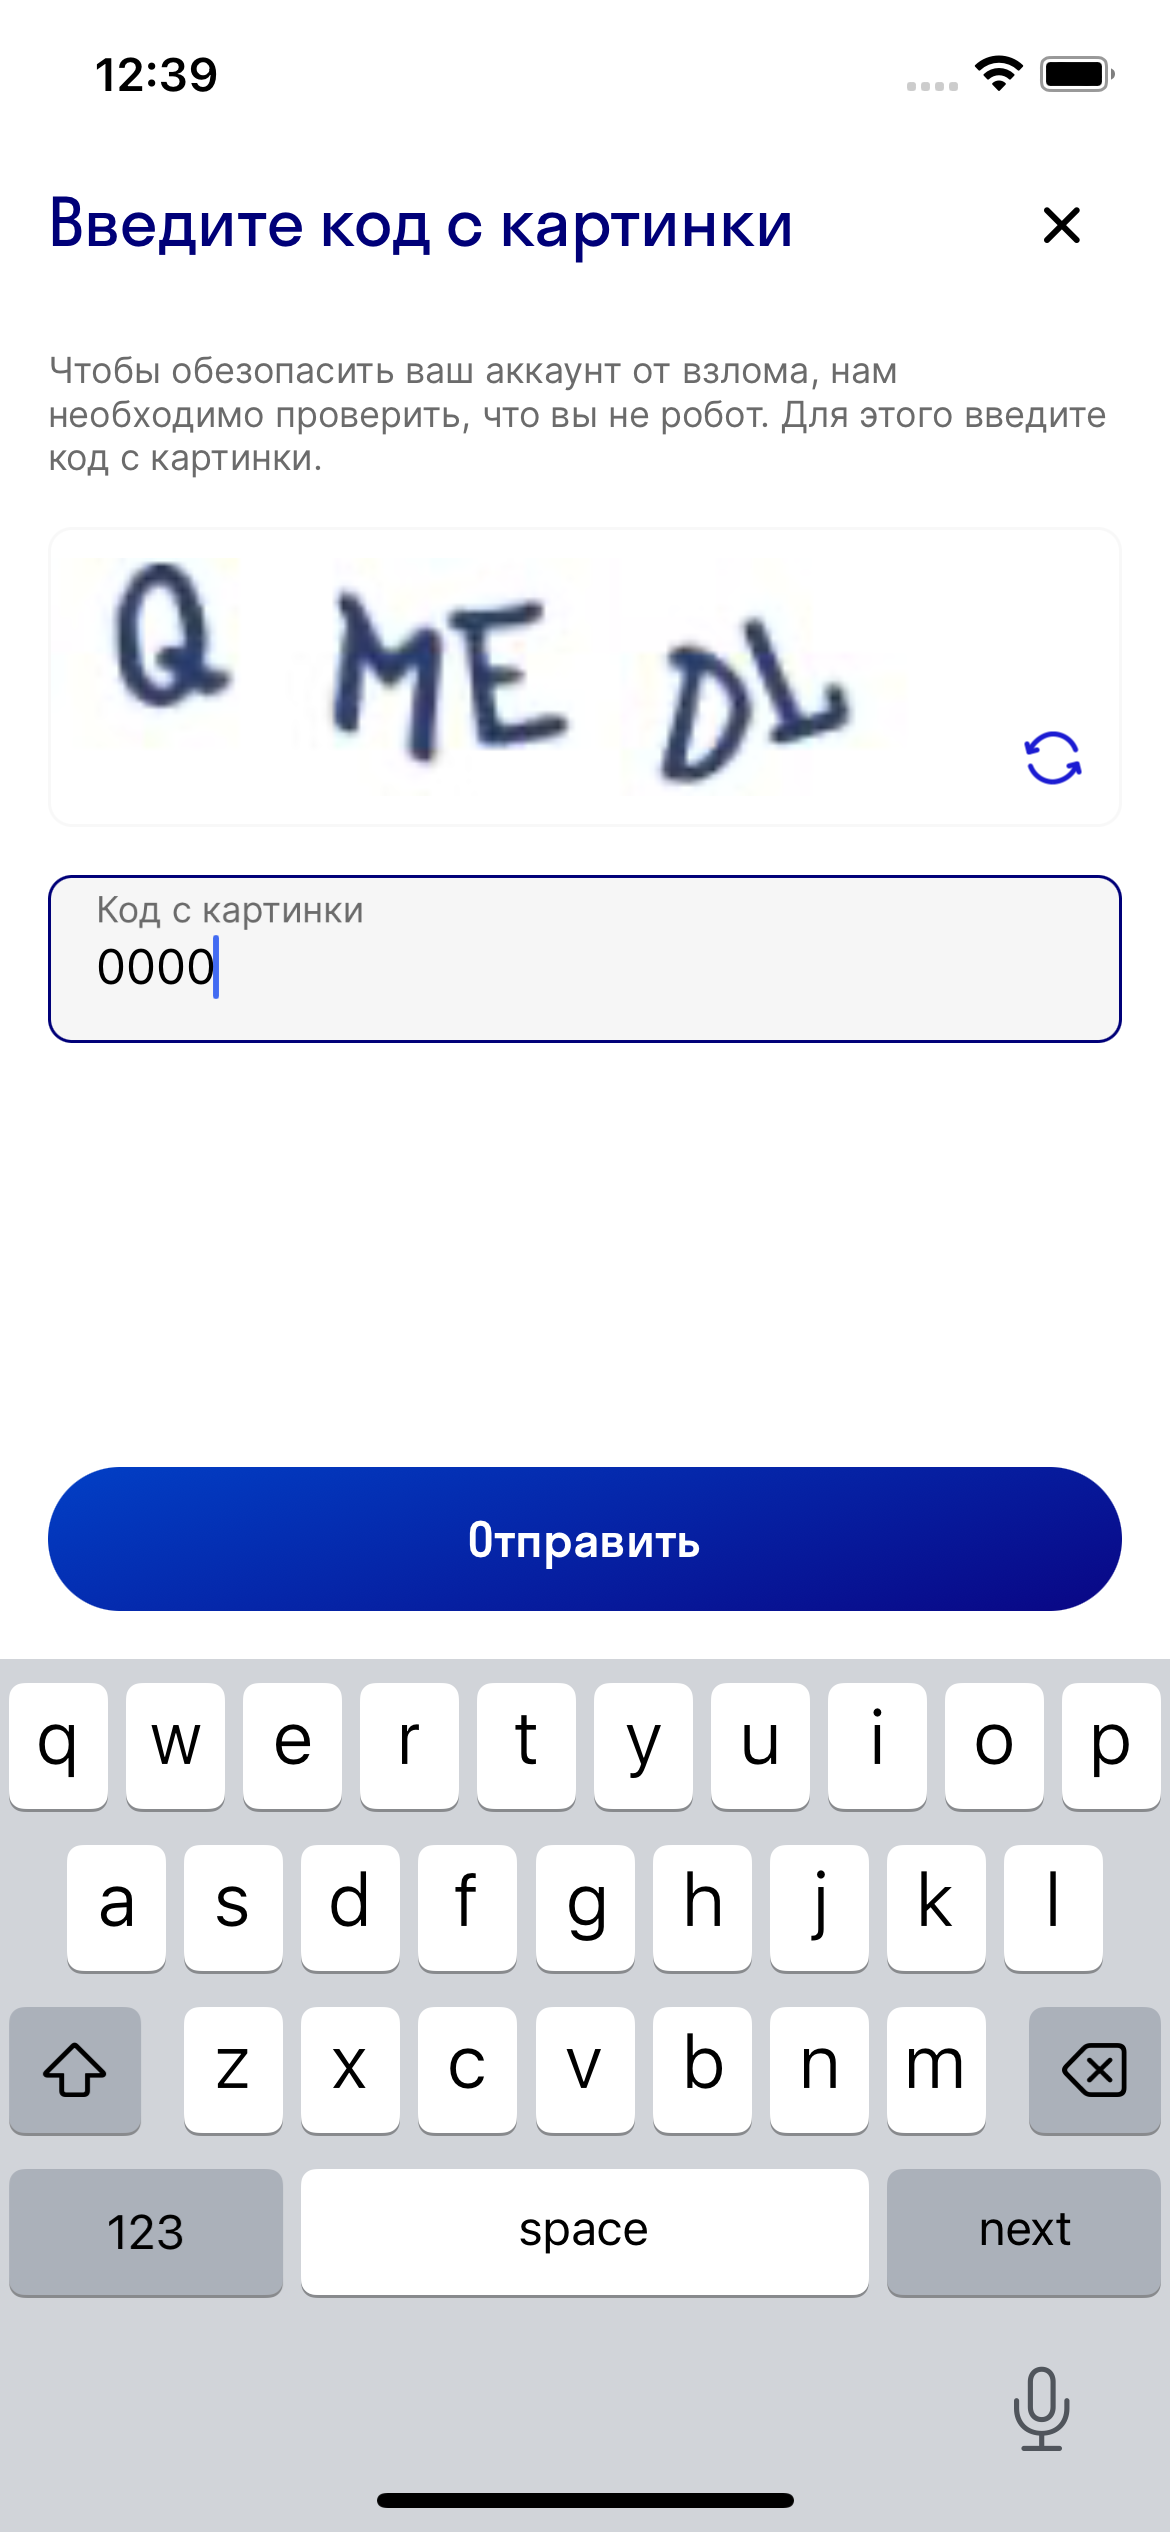 12:39
Введите код с картинки
Чтобы обезопасить ваш аккаунт от взлома, нам
необходимо проверить, что вы не робот. Для этого введите
код с картинки.
Q ME DL
Код с картинки
0000
Отправить
q w e r t y u i o p
a s d f g h j k l
z x c v b n m
123 space next